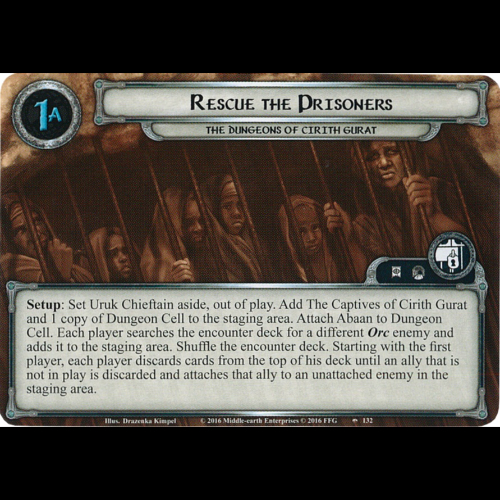 1A
RESCUE THE PRISONERS
THE DUNGEONS OF CIRITH GURAT
Setup: Set Uruk Chieftain aside, out of play. Add The Captives of Cirith Gurat
and 1 copy of Dungeon Cell to the staging area. Attach Abaan to Dungeon
Cell. Each player searches the encounter deck for a different Orc enemy and
adds it to the staging area. Shuffle the encounter deck. Starting with the first
player, each player discards cards from the top of his deck until an ally that is
not in play is discarded and attaches that ally to an unattached enemy in the
staging area.
Illus. Drazenka Kimpel © 2016 Middle-earth Enterprises © 2016 FFG 132